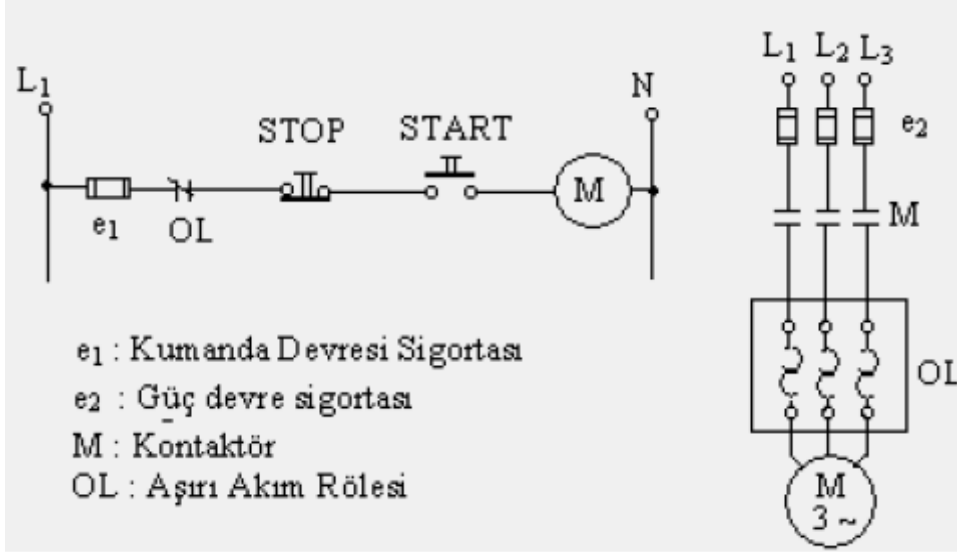 L1
STOP
START
N
e1
OL
M
e1 : Kumanda Devresi Sigortası
e2 : Güç devre sigortası
M : Kontaktör
OL : Aşırı Akım Rölesi
L1 L2 L3
e2
M
OL
M
3 ~